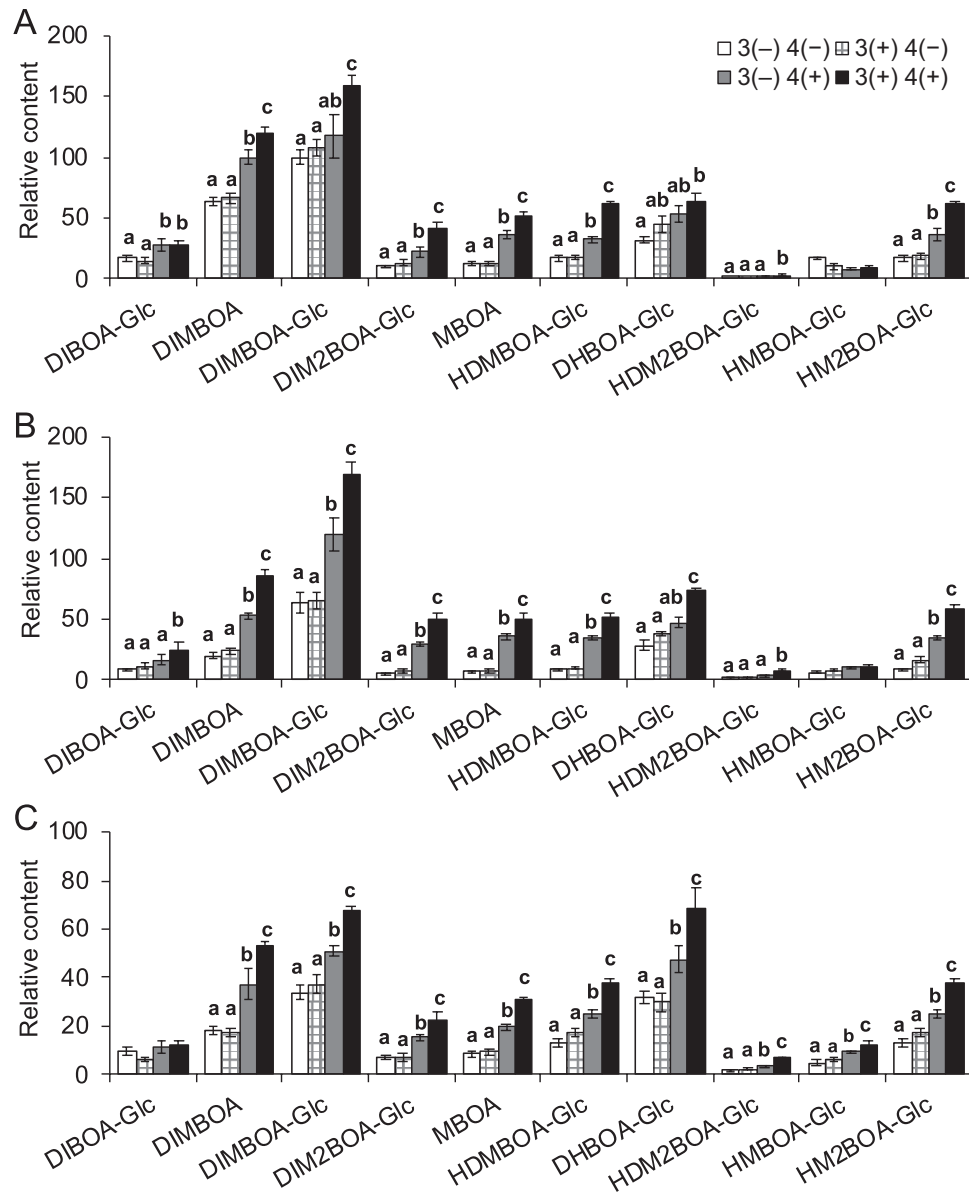 A
200
150
100
50
0
Relative content
3(–) 4(–) 3(+) 4(–)
3(–) 4(+) 3(+) 4(+)
a a b b
a a b c
a a ab c
a a b c
a a b c
a a b c
a ab ab b
a a a b
a a b c
DIBOA-Glc DIMBOA DIMBOA-Glc DIM2BOA-Glc MBOA HDMBOA-Glc DHBOA-Glc HDM2BOA-Glc HMBOA-Glc HM2BOA-Glc
B
200
150
100
50
0
Relative content
a a a b
a a b c
a a b c
a a b c
a a b c
a a b c
a a ab c
a a a b
a a b c
DIBOA-Glc DIMBOA DIMBOA-Glc DIM2BOA-Glc MBOA HDMBOA-Glc DHBOA-Glc HDM2BOA-Glc HMBOA-Glc HM2BOA-Glc
C
100
80
60
40
20
0
Relative content
a a b c
a a b c
a a b c
a a b c
a a b c
a a b c
a a b c
a a b c
a a b c
DIBOA-Glc DIMBOA DIMBOA-Glc DIM2BOA-Glc MBOA HDMBOA-Glc DHBOA-Glc HDM2BOA-Glc HMBOA-Glc HM2BOA-Glc